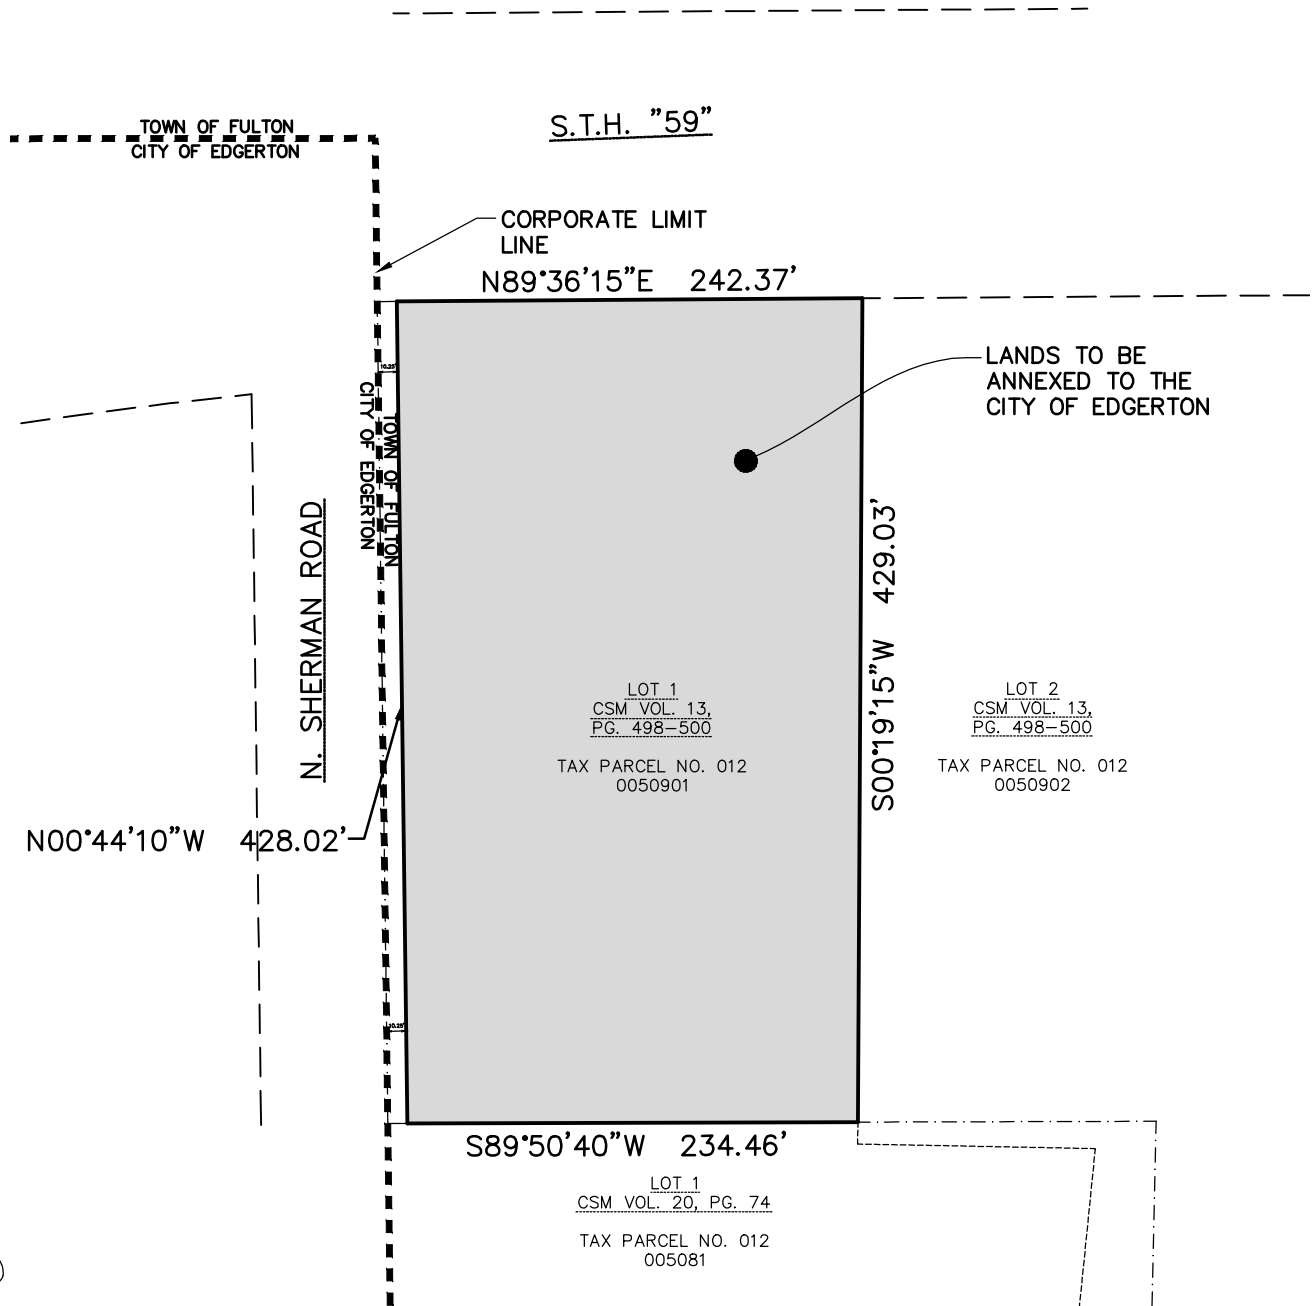 TOWN OF FULTON
CITY OF EDGERTON
S.T.H. "59"
CORPORATE LIMIT
LINE
N89°36'15"E 242.37'
10.25'
LANDS TO BE
ANNEXED TO THE
CITY OF EDGERTON
CITY OF EDGERTON
TOWN OF FULTON
N. SHERMAN ROAD
S00°19'15"W 429.03'
LOT 1
CSM VOL. 13,
PG. 498-500
TAX PARCEL NO. 012
0050901
LOT 2
CSM VOL. 13,
PG. 498-500
TAX PARCEL NO. 012
0050902
N00°44'10"W 428.02'
10.25'
S89°50'40"W 234.46'
LOT 1
CSM VOL. 20, PG. 74
TAX PARCEL NO. 012
005081